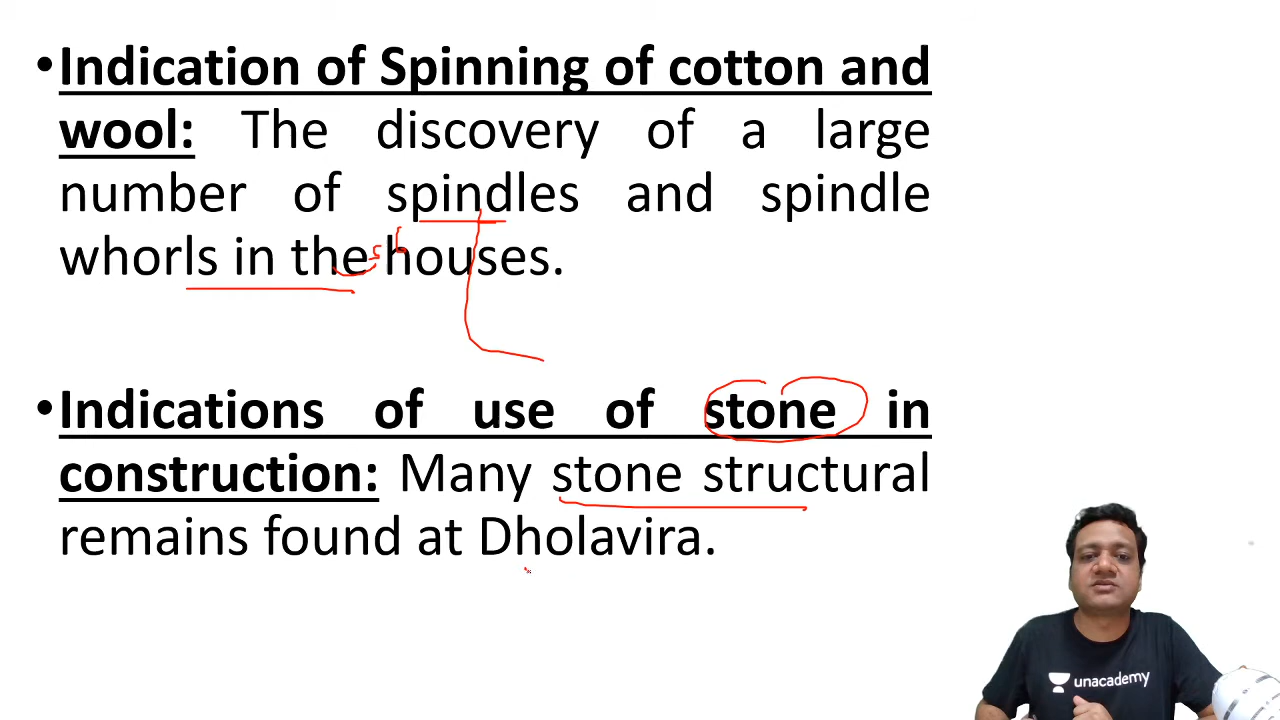 •Indication of Spinning of cotton and
wool: The discovery of a large
number of spindles and spindle
whorls in the houses.
•Indications of use of stone in
construction: Many stone structural
remains found at Dholavira.
unacademy